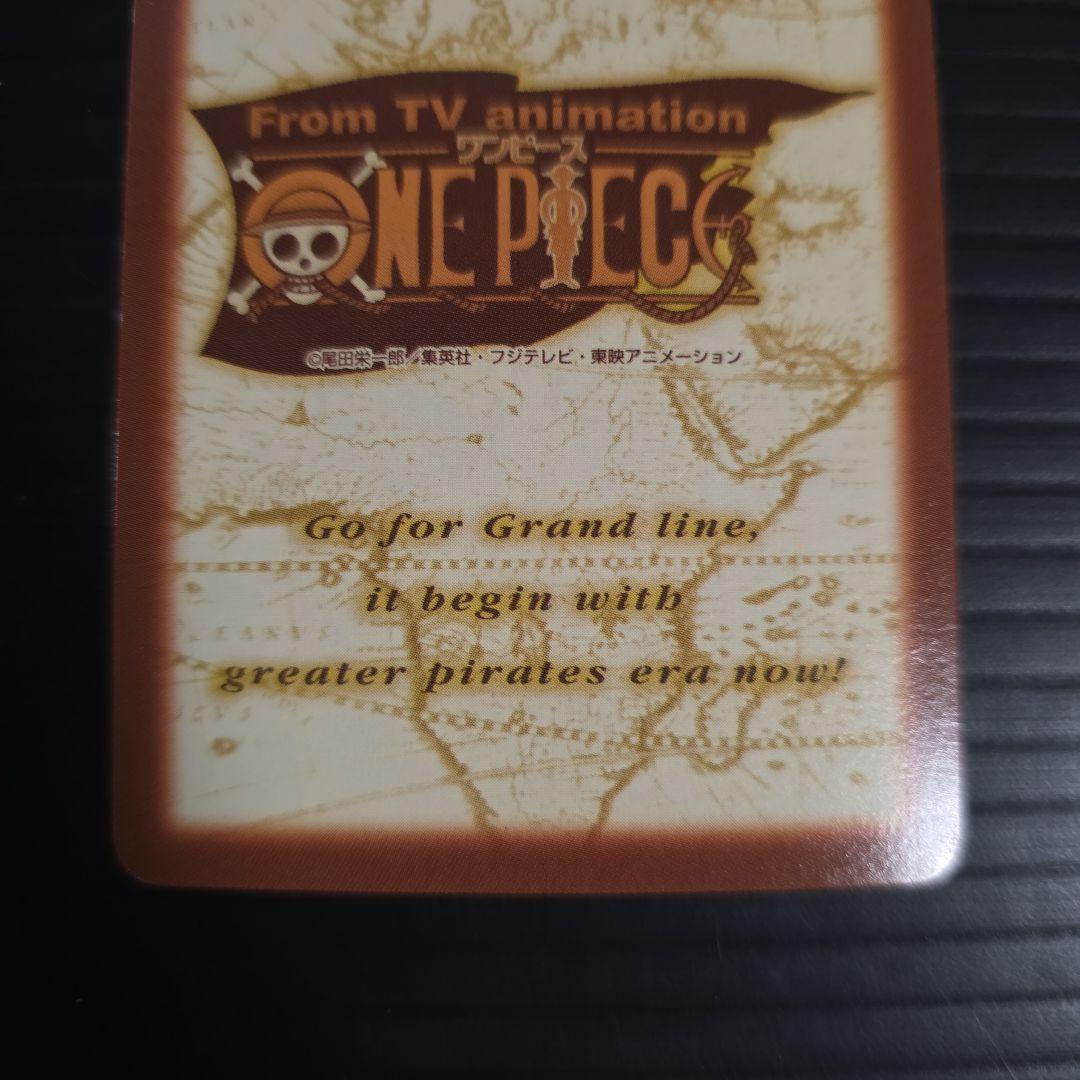 From TV animation
ワンピース
ONE PIECE
©尾田栄一郎／集英社・フジテレビ・東映アニメーション
Go for Grand line,
it begin with
greater pirates era now!